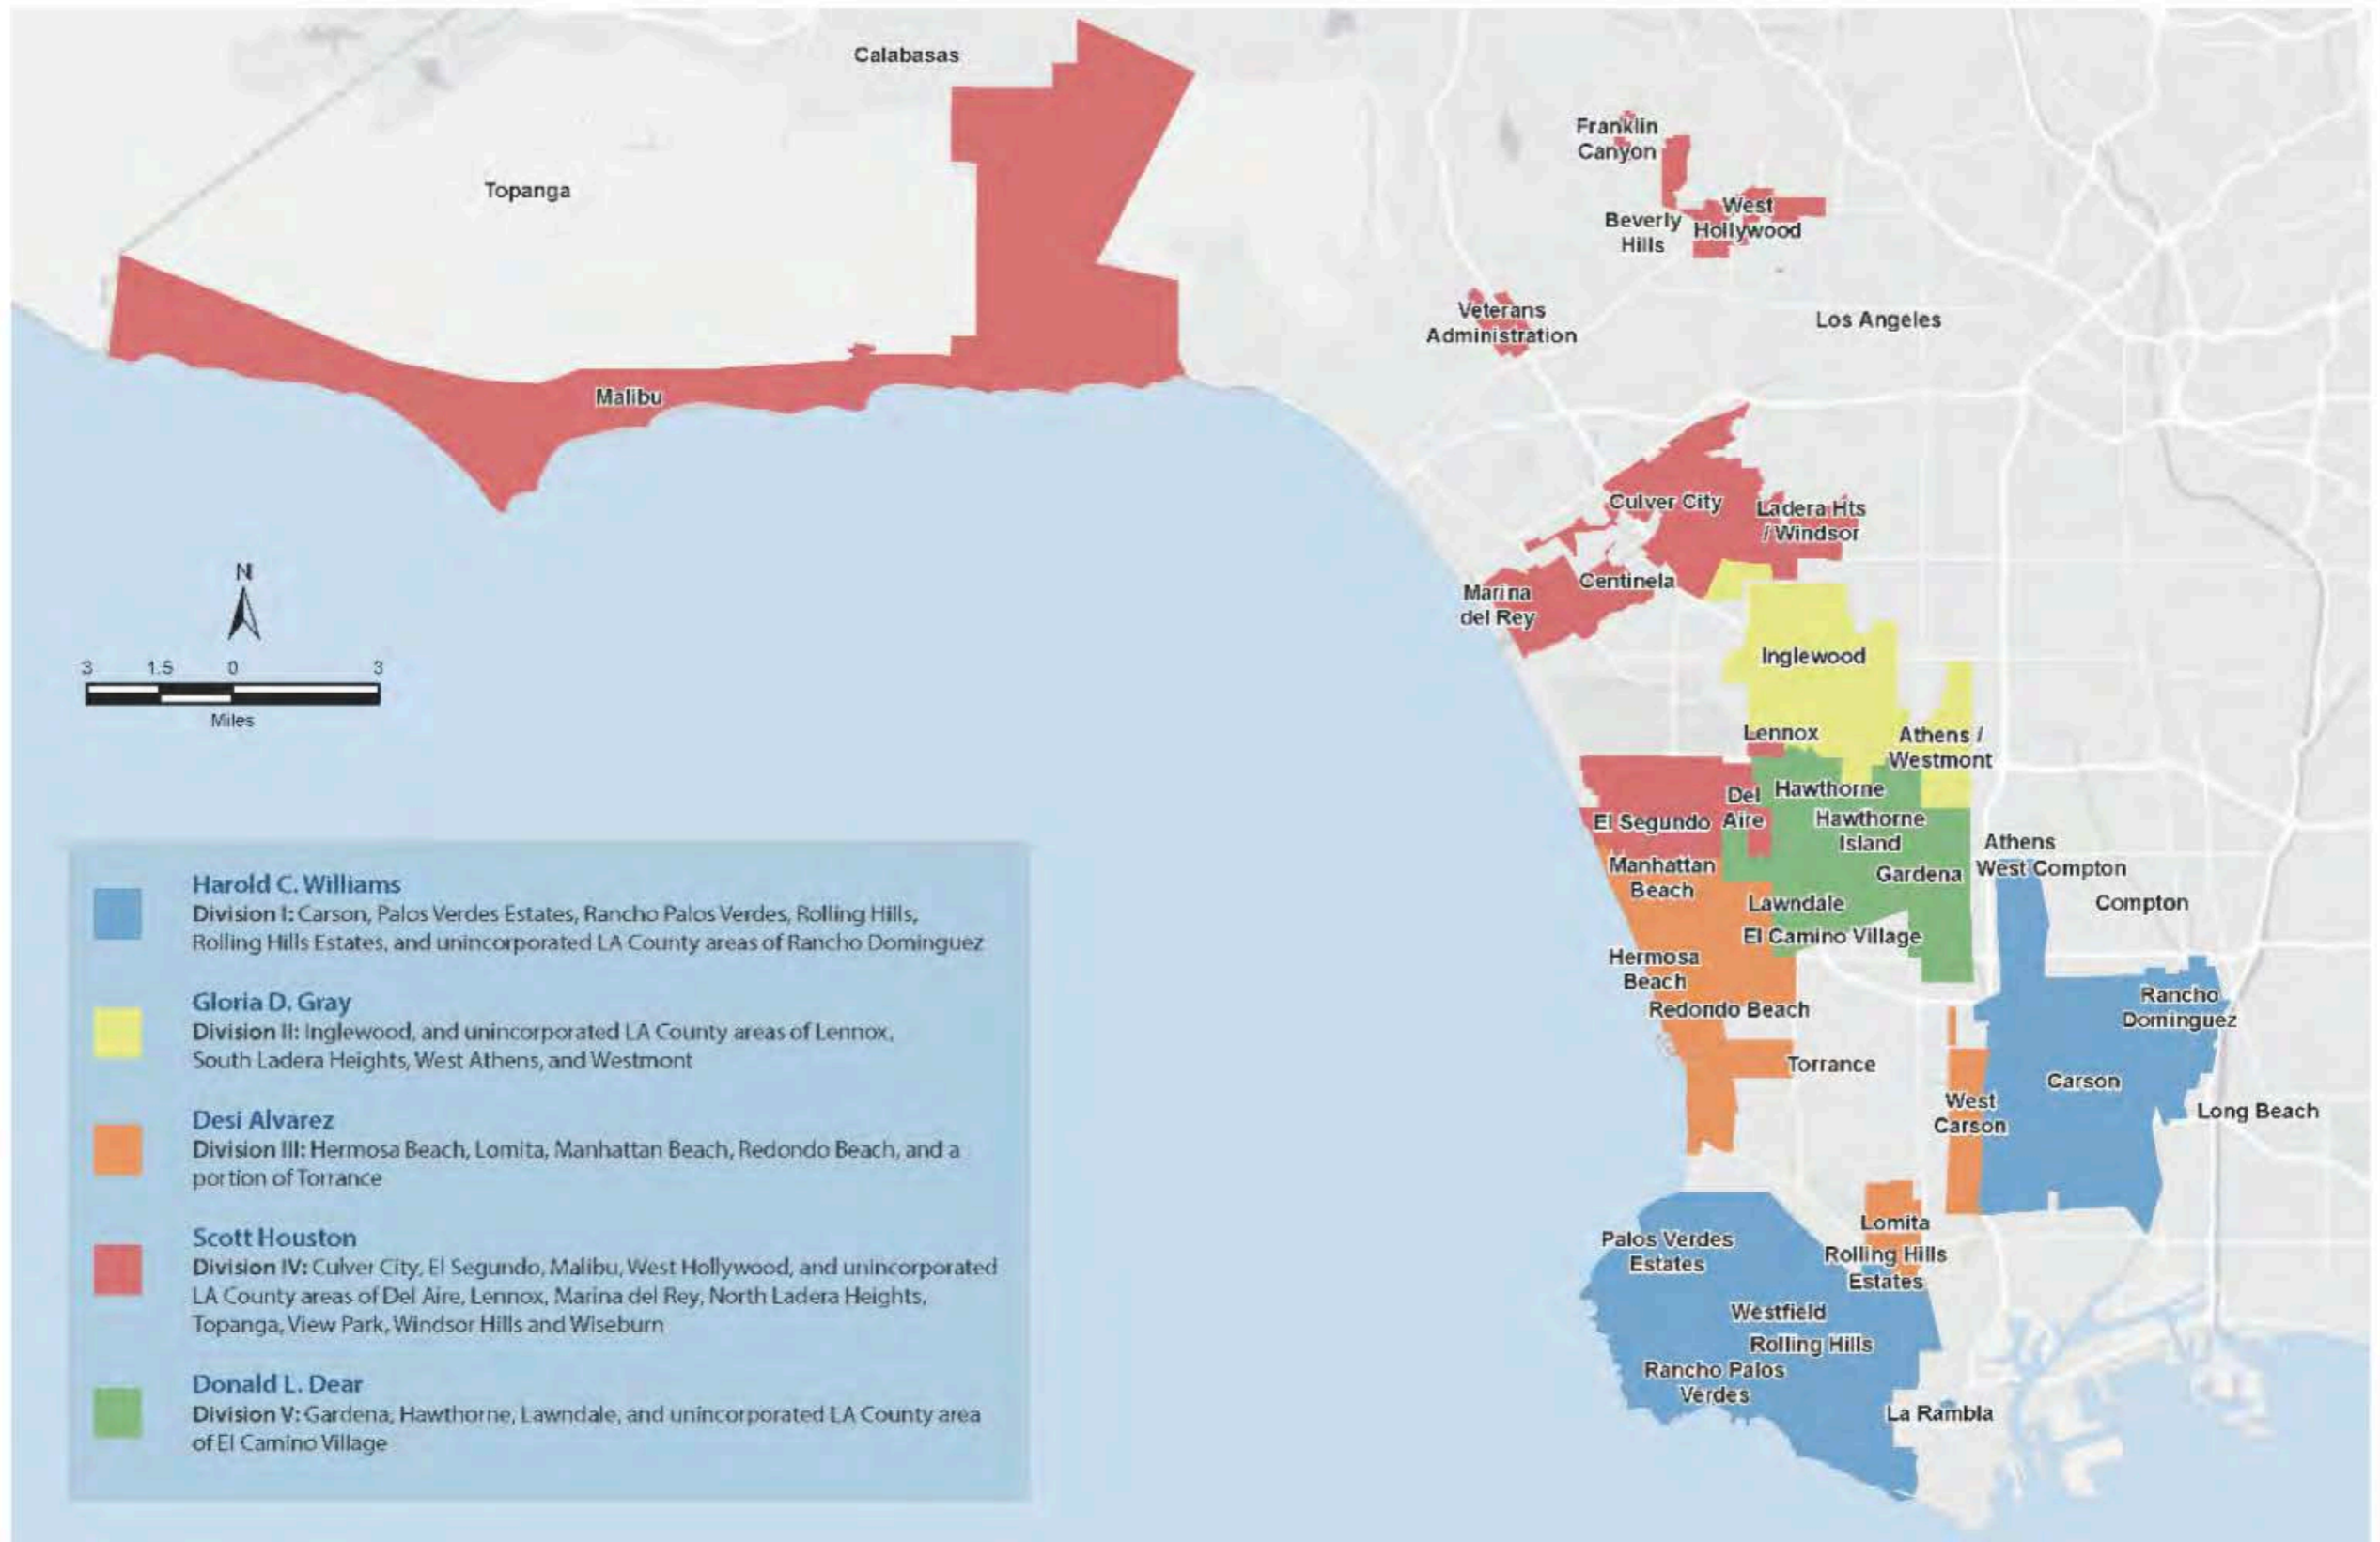 Calabasas
Topanga
Malibu
Franklin
Canyon
Beverly
Hills
West
Hollywood
Veterans
Administration
Los Angeles
Culver City
Ladera Hts
/ Windsor
Centinela
Marina
del Rey
Inglewood
Lennox
Athens /
Westmont
Del
Aire
Hawthorne
El Segundo
Hawthorne
Island
Athens
Manhattan
Beach
Gardena
West Compton
Lawndale
Compton
El Camino Village
Hermosa
Beach
Redondo Beach
Rancho
Dominguez
Torrance
Carson
West
Carson
Long Beach
Lomita
Palos Verdes
Estates
Rolling Hills
Estates
Westfield
Rolling Hills
Rancho Palos
Verdes
La Rambla
N
3 1.5 0 3
Miles
Harold C. Williams
Division I: Carson, Palos Verdes Estates, Rancho Palos Verdes, Rolling Hills,
Rolling Hills Estates, and unincorporated LA County areas of Rancho Dominguez
Gloria D. Gray
Division II: Inglewood, and unincorporated LA County areas of Lennox,
South Ladera Heights, West Athens, and Westmont
Desi Alvarez
Division III: Hermosa Beach, Lomita, Manhattan Beach, Redondo Beach, and a
portion of Torrance
Scott Houston
Division IV: Culver City, El Segundo, Malibu, West Hollywood, and unincorporated
LA County areas of Del Aire, Lennox, Marina del Rey, North Ladera Heights,
Topanga, View Park, Windsor Hills and Wiseburn
Donald L. Dear
Division V: Gardena, Hawthorne, Lawndale, and unincorporated LA County area
of El Camino Village